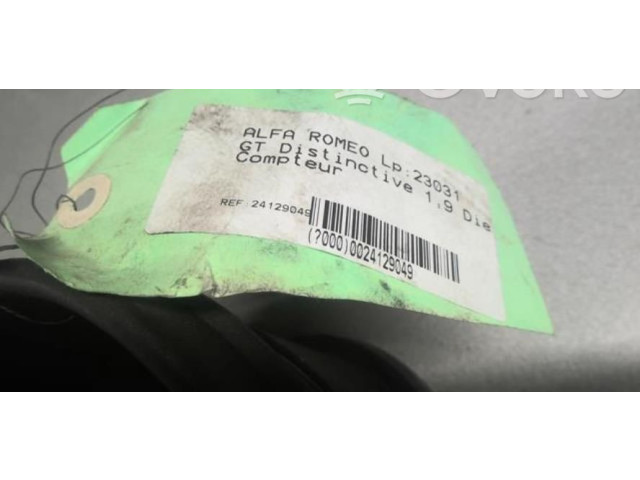 ALFA ROMEO Lp:23031
GT Distinctive 1,9 Die
Compteur
REF:24129049
(?000)0024129049